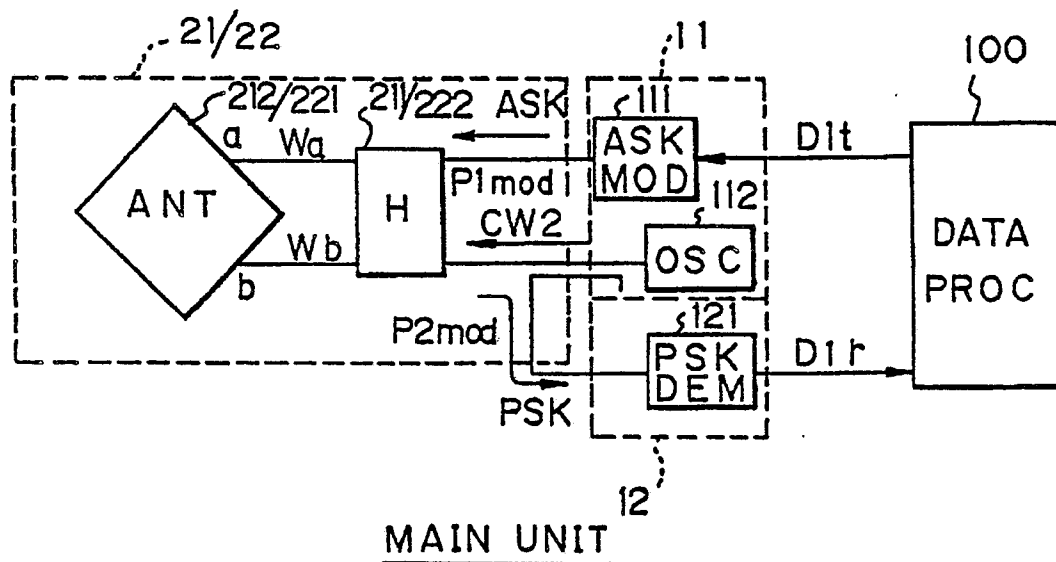 21/22
11
100
212/221
211/222
ASK
111
a
Wa
ASK
MOD
D1t
P1mod
112
ANT
H
CW2
OSC
DATA
PROC
Wb
b
P2mod
121
PSK
DEM
D1r
PSK
12
MAIN UNIT